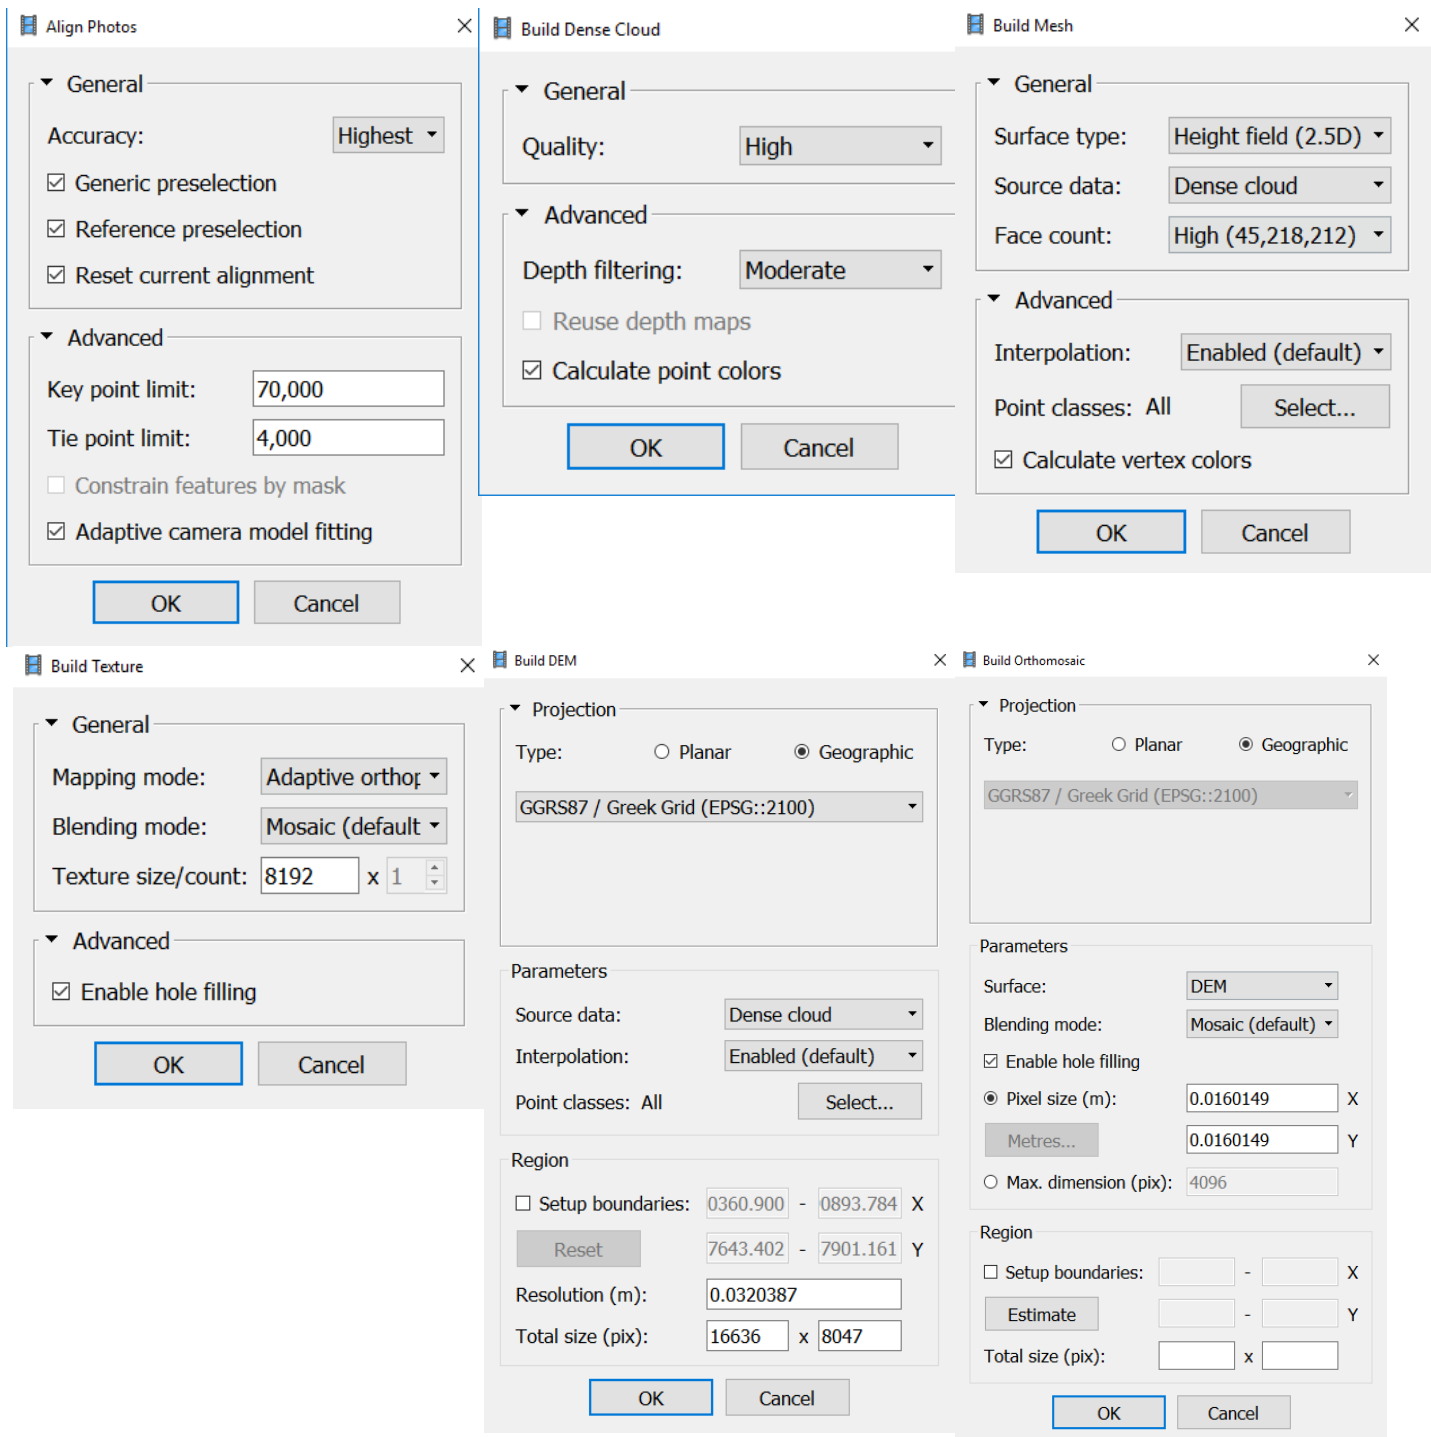 Align Photos
General
Accuracy: Highest
Generic preselection
Reference preselection
Reset current alignment
Advanced
Key point limit: 70,000
Tie point limit: 4,000
Constrain features by mask
Adaptive camera model fitting
OK Cancel
Build Dense Cloud
General
Quality: High
Advanced
Depth filtering: Moderate
Reuse depth maps
Calculate point colors
OK Cancel
Build Mesh
General
Surface type: Height field (2.5D)
Source data: Dense cloud
Face count: High (45,218,212)
Advanced
Interpolation: Enabled (default)
Point classes: All Select...
Calculate vertex colors
OK Cancel
Build Texture
General
Mapping mode: Adaptive orthop
Blending mode: Mosaic (default
Texture size/count: 8192 x 1
Advanced
Enable hole filling
OK Cancel
Build DEM
Projection
Type: Planar Geographic
GGRS87 / Greek Grid (EPSG::2100)
Parameters
Source data: Dense cloud
Interpolation: Enabled (default)
Point classes: All Select...
Region
Setup boundaries: 0360.900 - 0893.784 X
Reset 7643.402 - 7901.161 Y
Resolution (m): 0.0320387
Total size (pix): 16636 x 8047
OK Cancel
Build Orthomosaic
Projection
Type: Planar Geographic
GGRS87 / Greek Grid (EPSG::2100)
Parameters
Surface: DEM
Blending mode: Mosaic (default)
Enable hole filling
Pixel size (m): 0.0160149 X
Metres... 0.0160149 Y
Max. dimension (pix): 4096
Region
Setup boundaries: - X
Estimate - Y
Total size (pix): x
OK Cancel